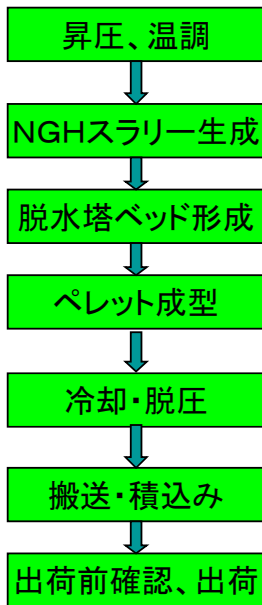 昇圧、温調
NGHスラリー生成
脱水塔ベッド形成
ペレット成型
冷却・脱圧
搬送・積込み
出荷前確認、出荷